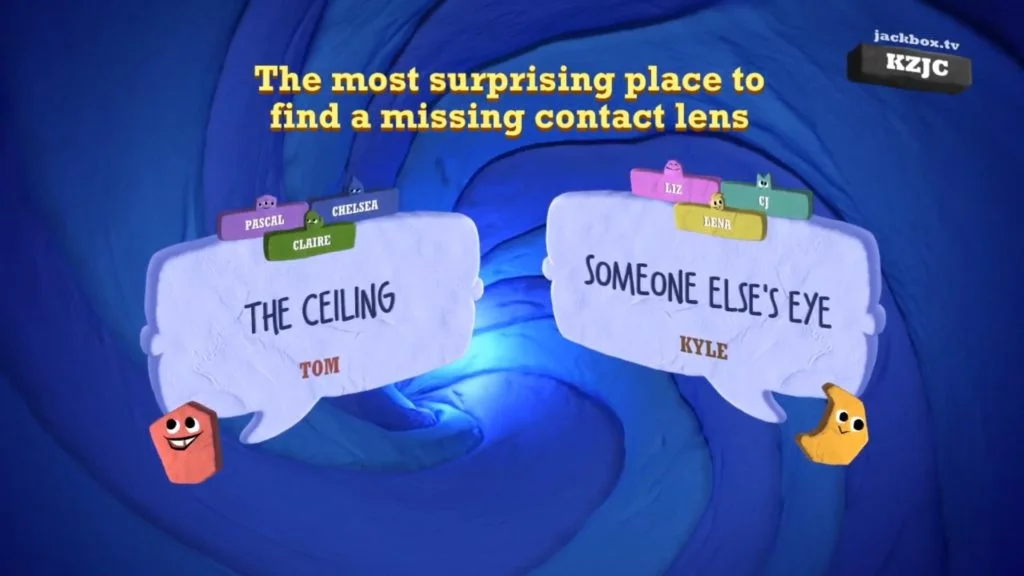 jackbox.tv
KZJC
The most surprising place to
find a missing contact lens
PASCAL
CHELSEA
CLAIRE
THE CEILING
TOM
LIZ
CJ
LENA
SOMEONE ELSE'S EYE
KYLE